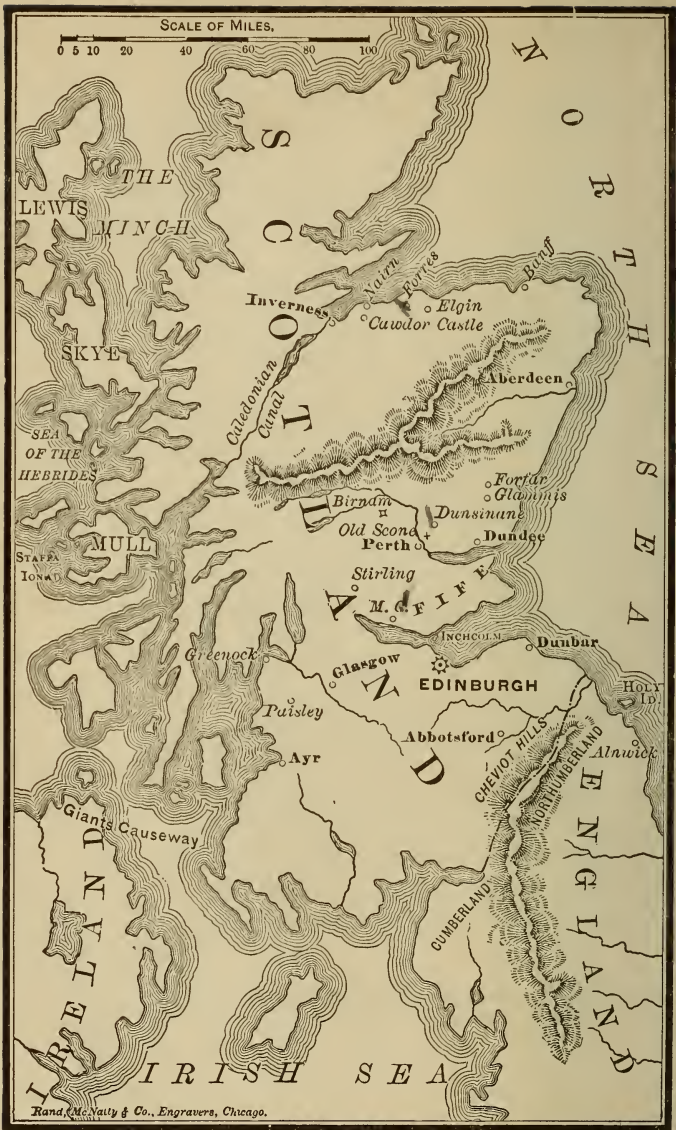 SCALE OF MILES,
0 5 10 20 40 60 80 100
NORTH SEA
SCOTLAND
THE
MINCH
LEWIS
Nairn
Forres
Banff
Inverness
Elgin
Cawdor Castle
SKYE
Caledonian
Canal
Aberdeen
SEA
OF THE
HEBRIDES
Forfar
Glammis
Birnam
Dunsinane
Old Scone
Perth
Dundee
MULL
STAFFA
IONA
Stirling
FIFE
M. G.
INCHCOLM
Dunbar
Greenock
Glasgow
EDINBURGH
HOLY
ID.
Paisley
Abbotsford
CHEVIOT HILLS
NORTHUMBERLAND
Alnwick
Ayr
Giants Causeway
ENGLAND
CUMBERLAND
IRELAND
IRISH SEA
Rand, McNally & Co., Engravers, Chicago.